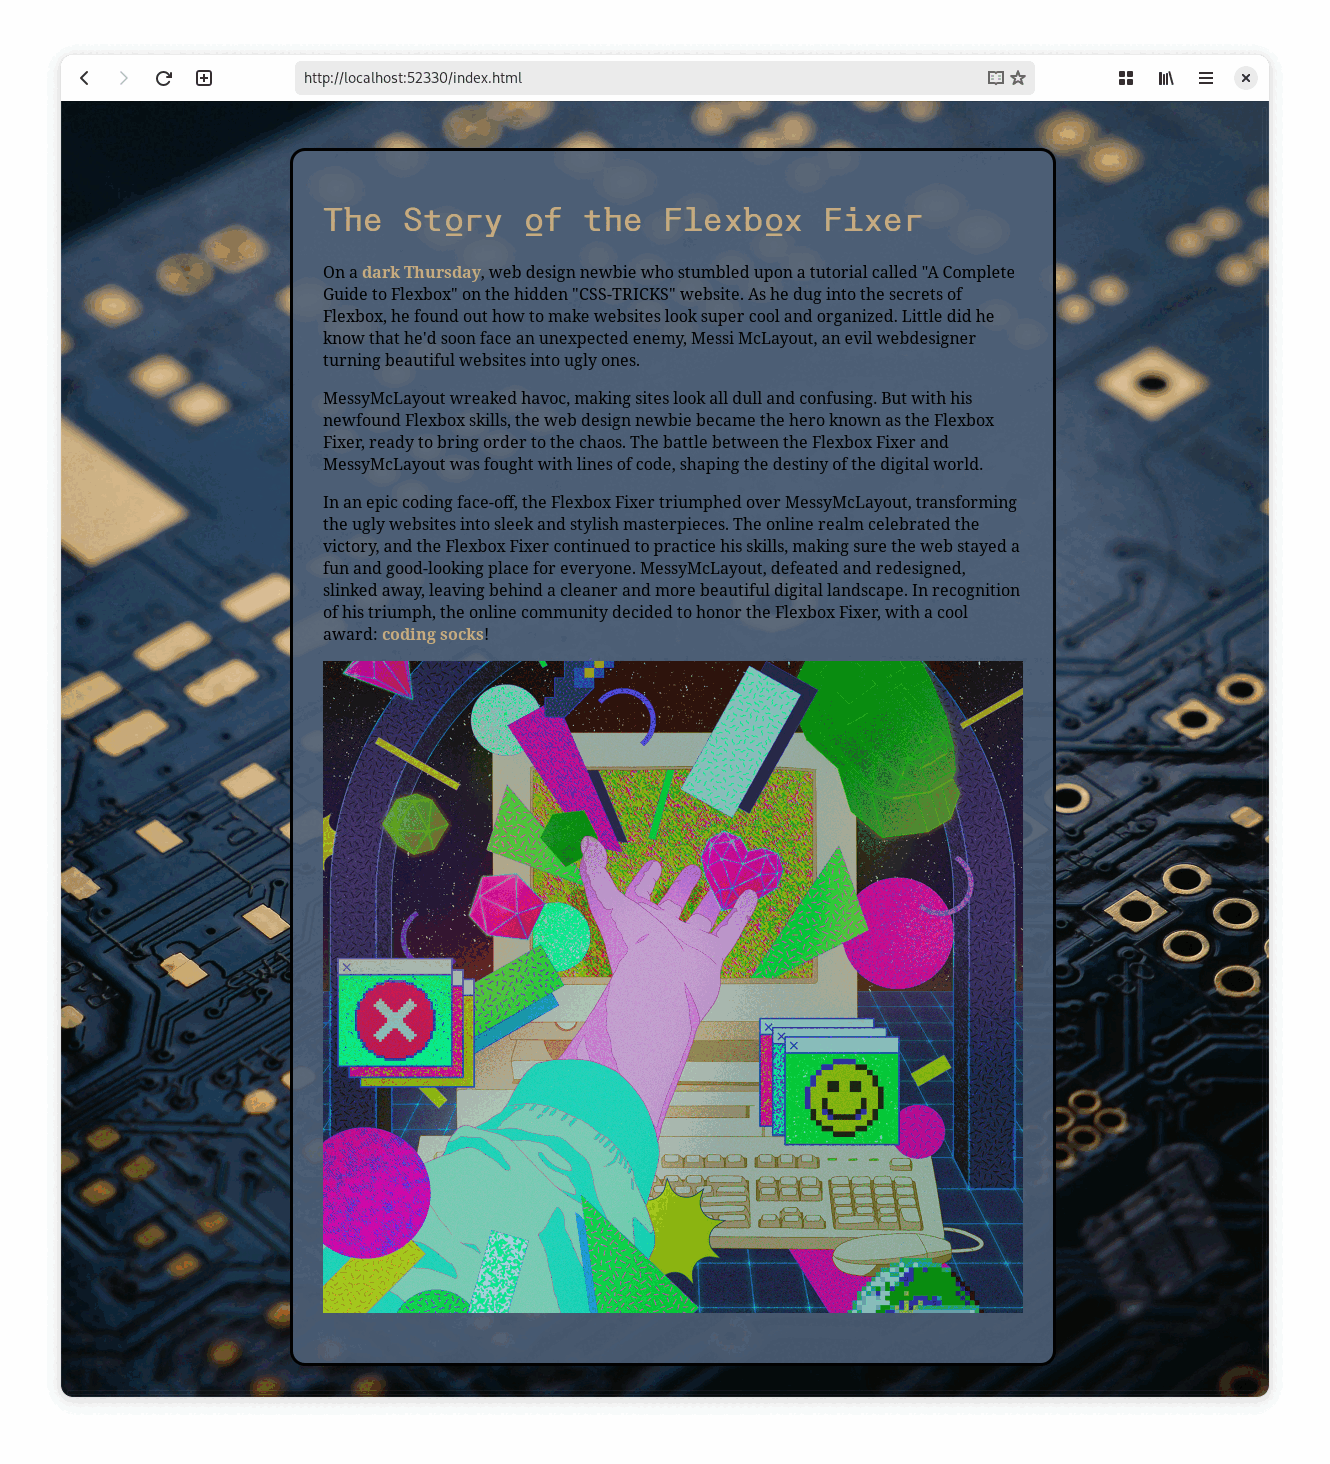 http://localhost:52330/index.html
The Story of the Flexbox Fixer
On a dark Thursday, web design newbie who stumbled upon a tutorial called "A Complete
Guide to Flexbox" on the hidden "CSS-TRICKS" website. As he dug into the secrets of
Flexbox, he found out how to make websites look super cool and organized. Little did he
know that he'd soon face an unexpected enemy, Messi McLayout, an evil webdesigner
turning beautiful websites into ugly ones.
MessyMcLayout wreaked havoc, making sites look all dull and confusing. But with his
newfound Flexbox skills, the web design newbie became the hero known as the Flexbox
Fixer, ready to bring order to the chaos. The battle between the Flexbox Fixer and
MessyMcLayout was fought with lines of code, shaping the destiny of the digital world.
In an epic coding face-off, the Flexbox Fixer triumphed over MessyMcLayout, transforming
the ugly websites into sleek and stylish masterpieces. The online realm celebrated the
victory, and the Flexbox Fixer continued to practice his skills, making sure the web stayed a
fun and good-looking place for everyone. MessyMcLayout, defeated and redesigned,
slinked away, leaving behind a cleaner and more beautiful digital landscape. In recognition
of his triumph, the online community decided to honor the Flexbox Fixer, with a cool
award: coding socks!